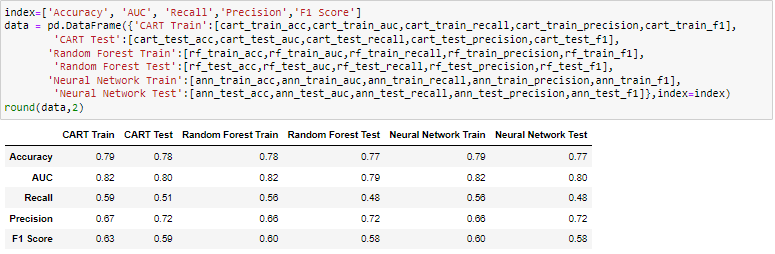 index=['Accuracy', 'AUC', 'Recall','Precision','F1 Score']
data = pd.DataFrame({'CART Train':[cart_train_acc,cart_train_auc,cart_train_recall,cart_train_precision,cart_train_f1],
'CART Test':[cart_test_acc,cart_test_auc,cart_test_recall,cart_test_precision,cart_test_f1],
'Random Forest Train':[rf_train_acc,rf_train_auc,rf_train_recall,rf_train_precision,rf_train_f1],
'Random Forest Test':[rf_test_acc,rf_test_auc,rf_test_recall,rf_test_precision,rf_test_f1],
'Neural Network Train':[ann_train_acc,ann_train_auc,ann_train_recall,ann_train_precision,ann_train_f1],
'Neural Network Test':[ann_test_acc,ann_test_auc,ann_test_recall,ann_test_precision,ann_test_f1]},index=index)
round(data,2)
CART Train CART Test Random Forest Train Random Forest Test Neural Network Train Neural Network Test
Accuracy 0.79 0.78 0.78 0.77 0.79 0.77
AUC 0.82 0.80 0.82 0.79 0.82 0.80
Recall 0.59 0.51 0.56 0.48 0.56 0.48
Precision 0.67 0.72 0.66 0.72 0.66 0.72
F1 Score 0.63 0.59 0.60 0.58 0.60 0.58